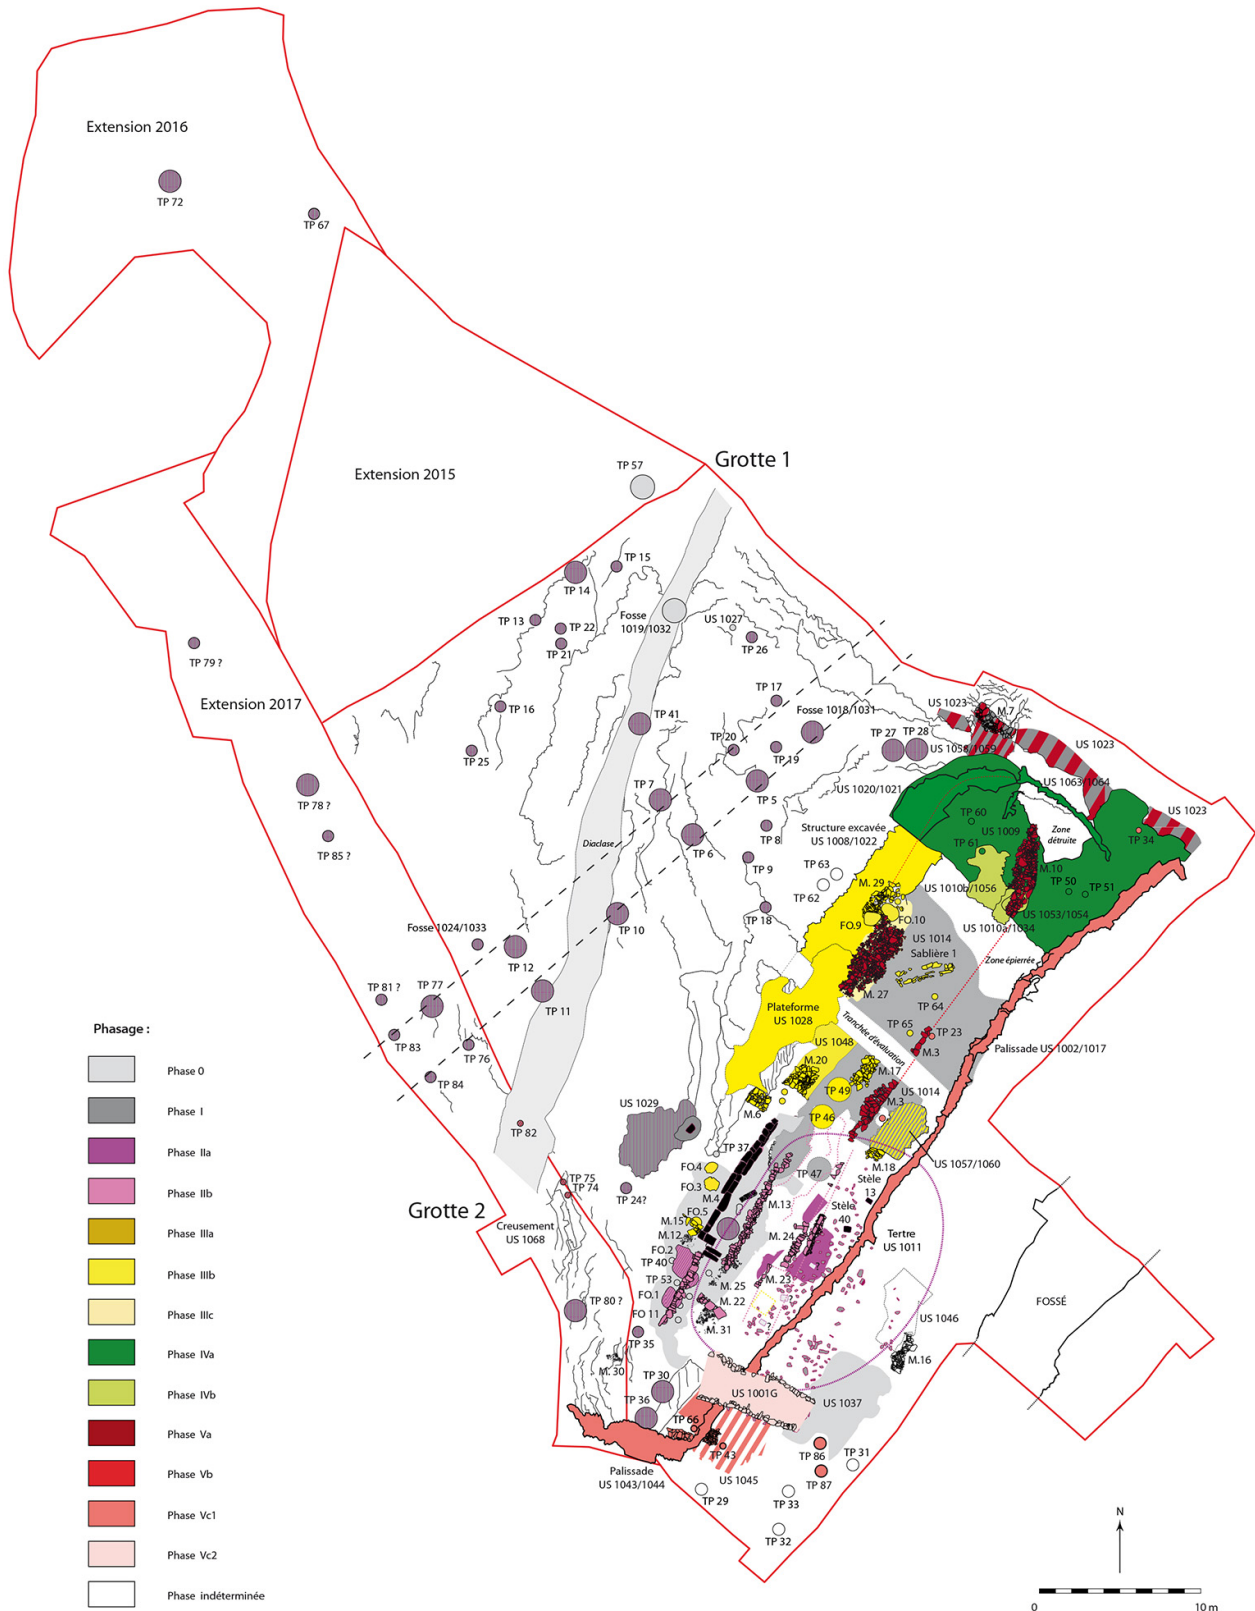 Extension 2016
TP 72
TP 67
Grotte 1
TP 57
Extension 2015
TP 15
TP 14
Fosse
1019/1032
US 1027
TP 13
TP 22
TP 21
TP 26
TP 79 ?
Extension 2017
TP 16
TP 17
TP 41
Fosse 1018/1031
US 1023
M.7
TP 25
TP 20
TP 19
TP 27
TP 28
US 1058/1059
US 1023
TP 78 ?
TP 7
TP 5
US 1020/1021
US 1063/1064
TP 85 ?
TP 6
TP 8
Structure excavée
US 1008/1022
TP 60
US 1009
Zone
détruite
US 1023
TP 34
Diaclase
TP 9
TP 63
TP 61
M.10
TP 62
M. 29
US 1010b/1056
TP 50
TP 51
TP 18
FO.9
FO.10
US 1053/1054
US 1010a/1034
TP 10
Fosse 1024/1033
US 1014
Sablière 1
Zone épierrée
TP 12
TP 81 ?
TP 77
TP 11
M. 27
Plateforme
US 1028
TP 64
Tranchée d'évaluation
TP 65
TP 23
M.3
Palissade US 1002/1017
TP 83
TP 76
US 1048
M.20
M.17
TP 84
TP 49
US 1014
M.3
M.6
TP 46
US 1029
TP 82
TP 37
US 1057/1060
M.18
FO.4
TP 47
Stèle
13
TP 75
TP 74
TP 24?
FO.3
M.4
M.13
Grotte 2
FO.5
Stèle
40
M.15
Creusement
US 1068
M.12
M. 24
Tertre
US 1011
FO.2
TP 40
TP 53
M. 25
M. 23
FO.1
M. 22
?
TP 80 ?
FO 11
M. 31
?
US 1046
FOSSÉ
TP 35
M. 30
M.16
TP 30
US 1001G
US 1037
TP 36
TP 66
TP 43
TP 86
TP 31
Palissade
US 1043/1044
US 1045
TP 87
TP 29
TP 33
TP 32
Phasage :
Phase 0
Phase I
Phase IIa
Phase IIb
Phase IIIa
Phase IIIb
Phase IIIc
Phase IVa
Phase IVb
Phase Va
Phase Vb
Phase Vc1
Phase Vc2
Phase indéterminée
N
0
10 m